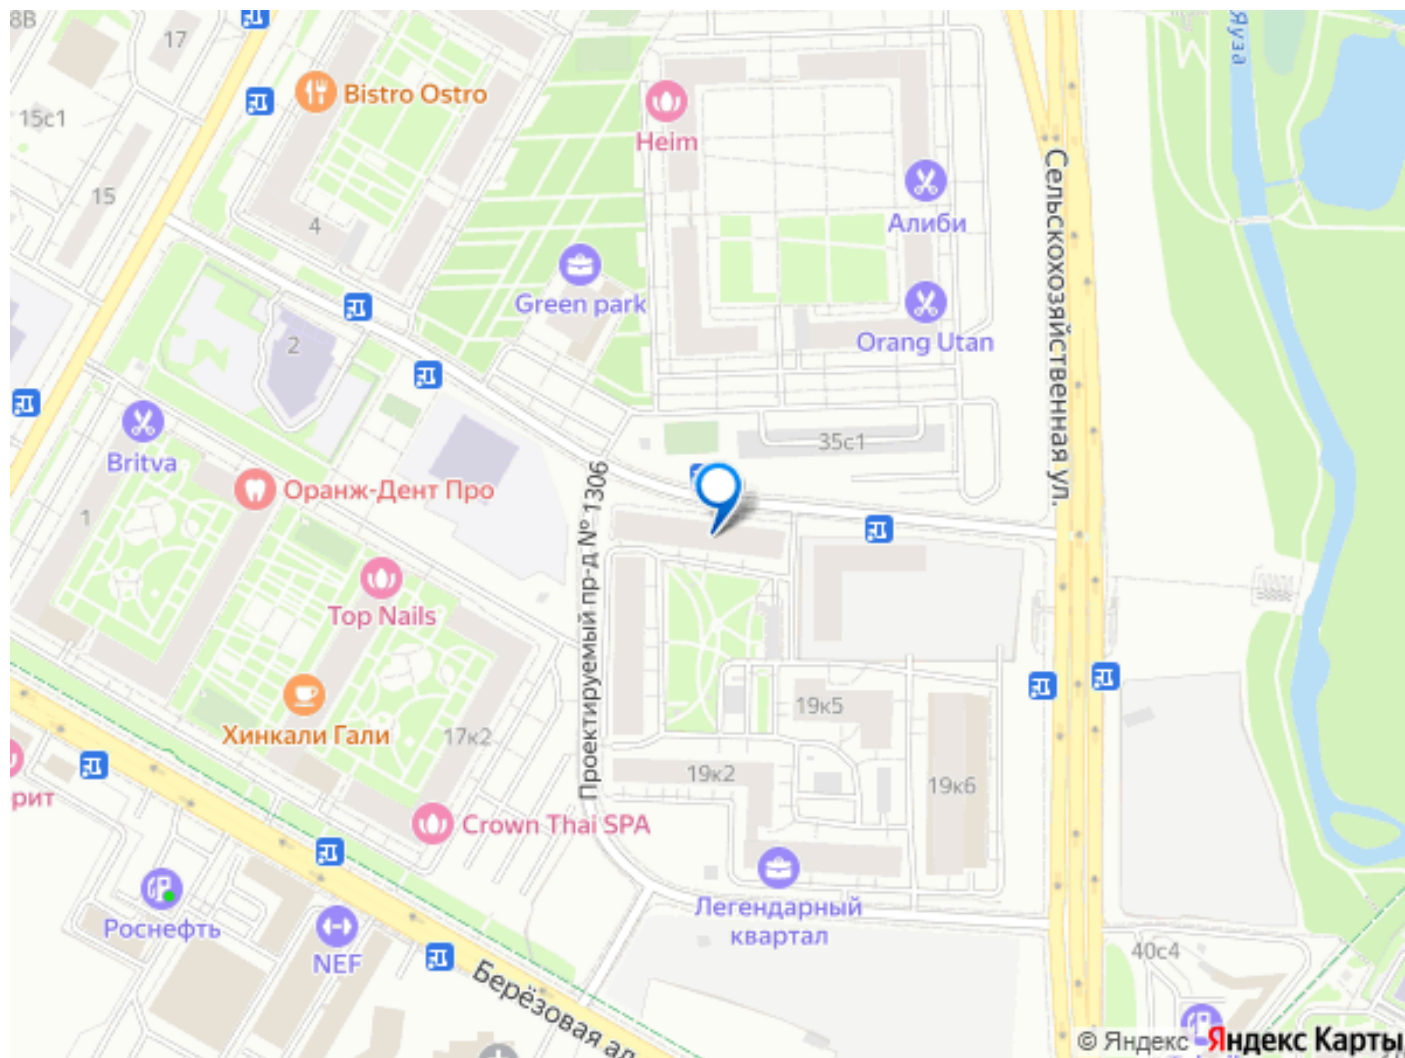 8В
17
Bistro Ostro
15с1
Heim
Яуза
15
4
Алиби
Сельскохозяйственная ул.
Green park
2
Orang Utan
Britva
35с1
Оранж-Дент Про
1
Проектируемый пр-д № 1306
Top Nails
19к5
Хинкали Гали
17к2
19к2
19к6
рит
Crown Thai SPA
Легендарный
квартал
Роснефть
NEF
Берёзовая ал
40с4
© Яндекс Яндекс Карты